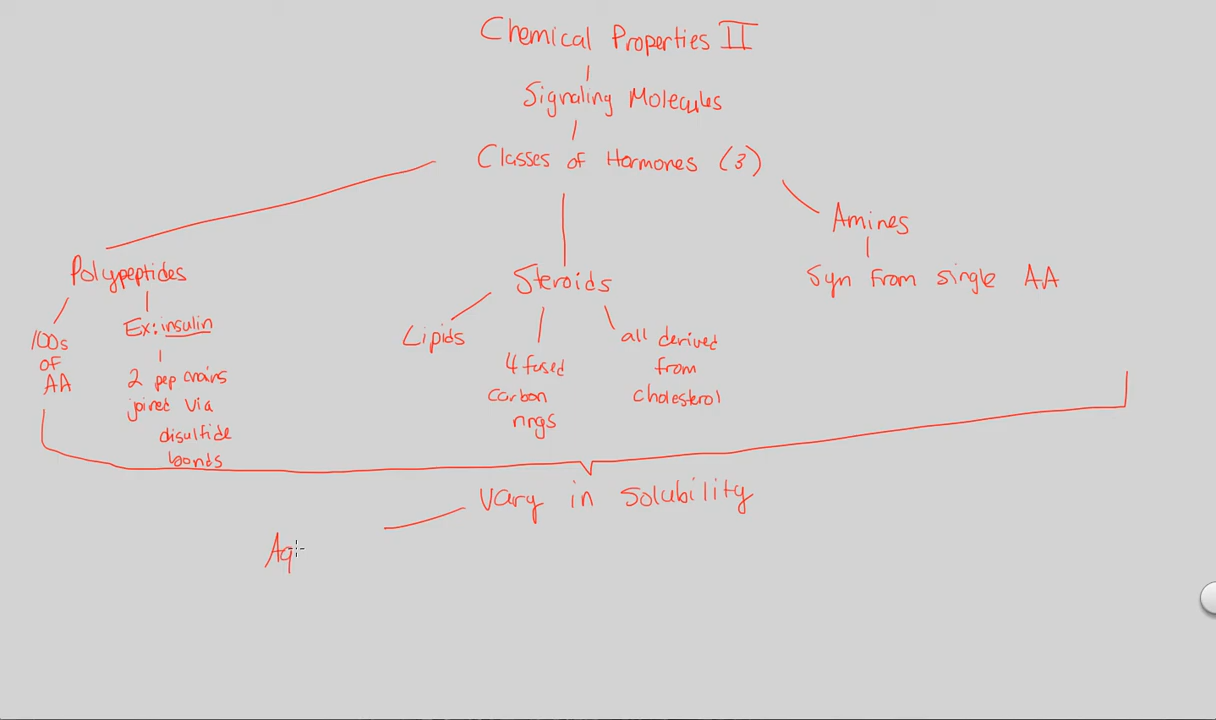 Chemical Properties II
Signaling Molecules
Classes of Hormones (3)
Amines
Syn from single AA
Polypeptides
100s
of
AA
Ex: insulin
2 pep chains
joined via
disulfide
bonds
Steroids
Lipids
4 fused
carbon
rings
all derived
from
cholesterol
Vary in solubility
Aq